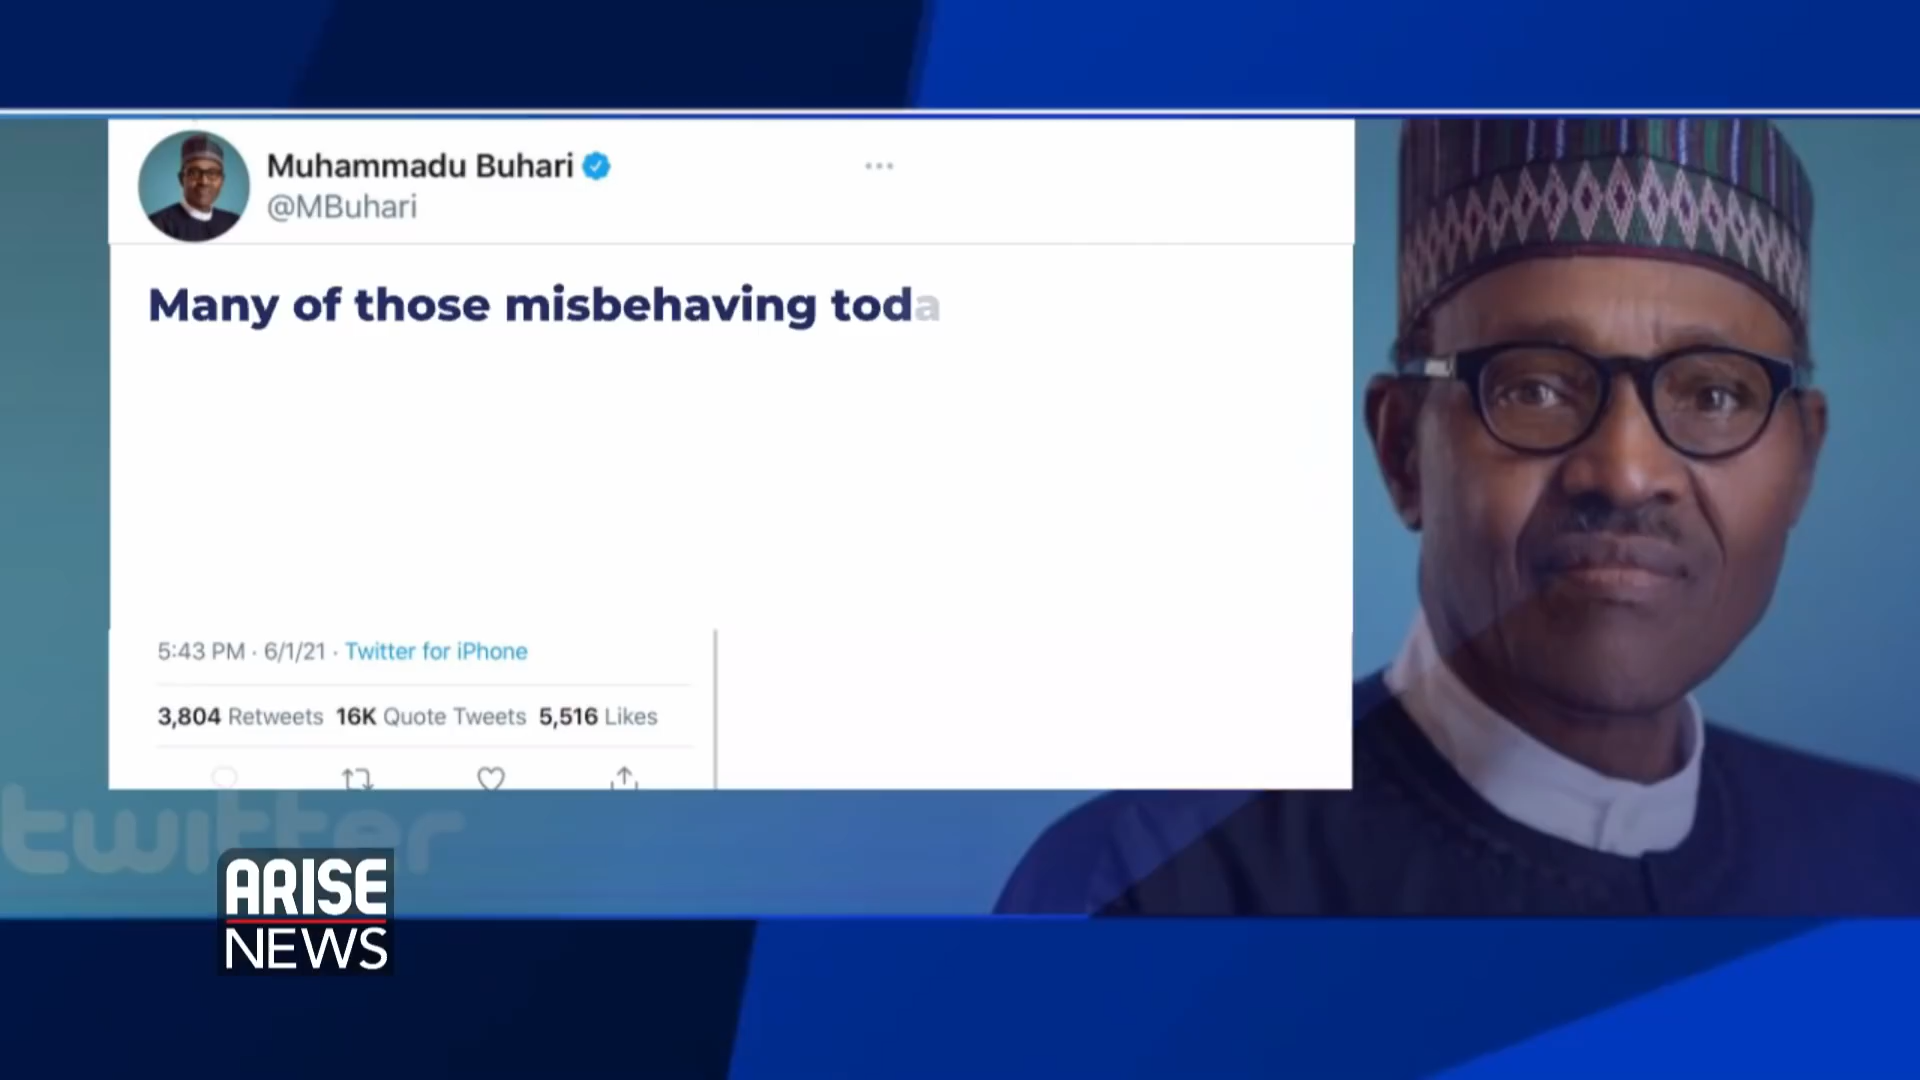 Muhammadu Buhari
@MBuhari
Many of those misbehaving toda
5:43 PM · 6/1/21 · Twitter for iPhone
3,804 Retweets 16K Quote Tweets 5,516 Likes
twitter
ARISE
NEWS